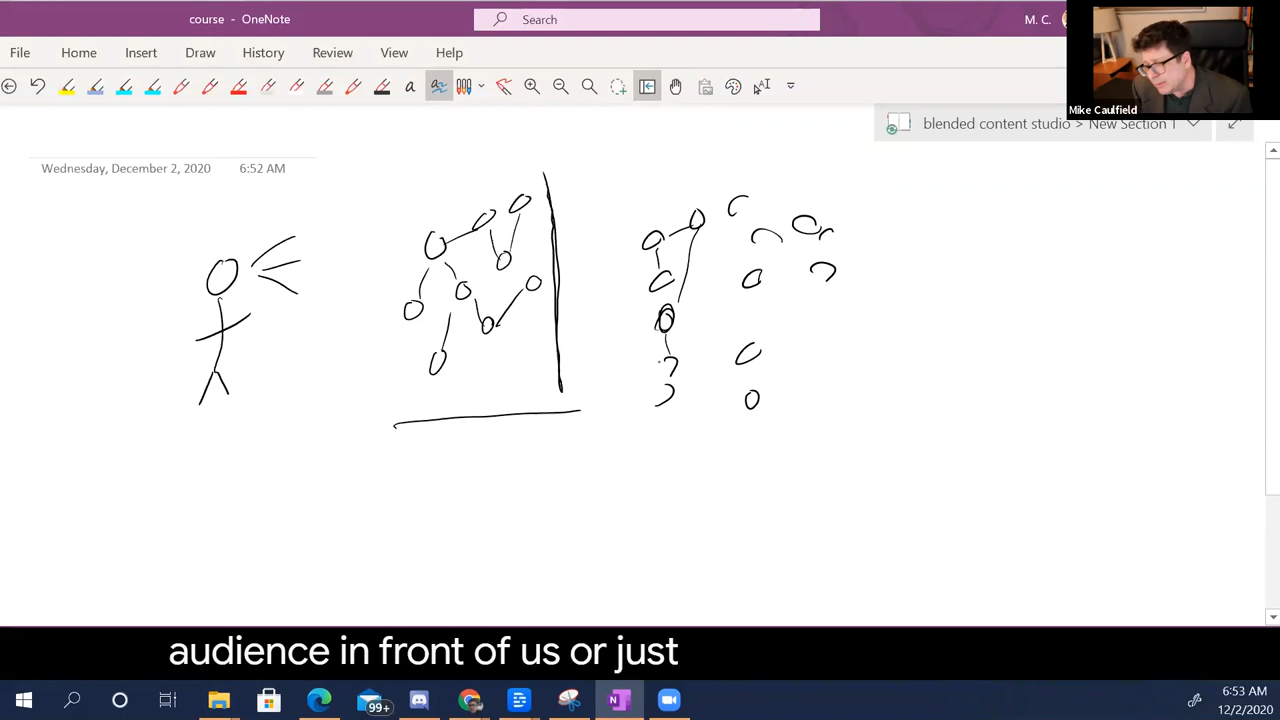 course - OneNote
Search
M. C.
File Home Insert Draw History Review View Help
Mike Caulfield
blended content studio > New Section 1
Wednesday, December 2, 2020 6:52 AM
audience in front of us or just
99+
6:53 AM
12/2/2020